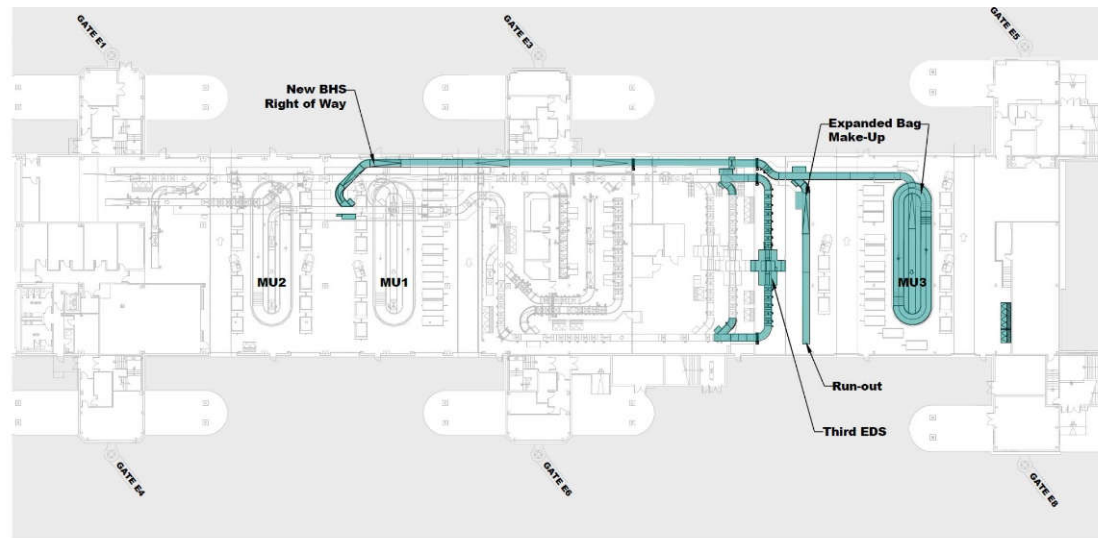 GATE E1
GATE E3
GATE E5
New BHS
Right of Way
Expanded Bag
Make-Up
MU2
MU1
MU3
Run-out
Third EDS
GATE E4
GATE E6
GATE E8